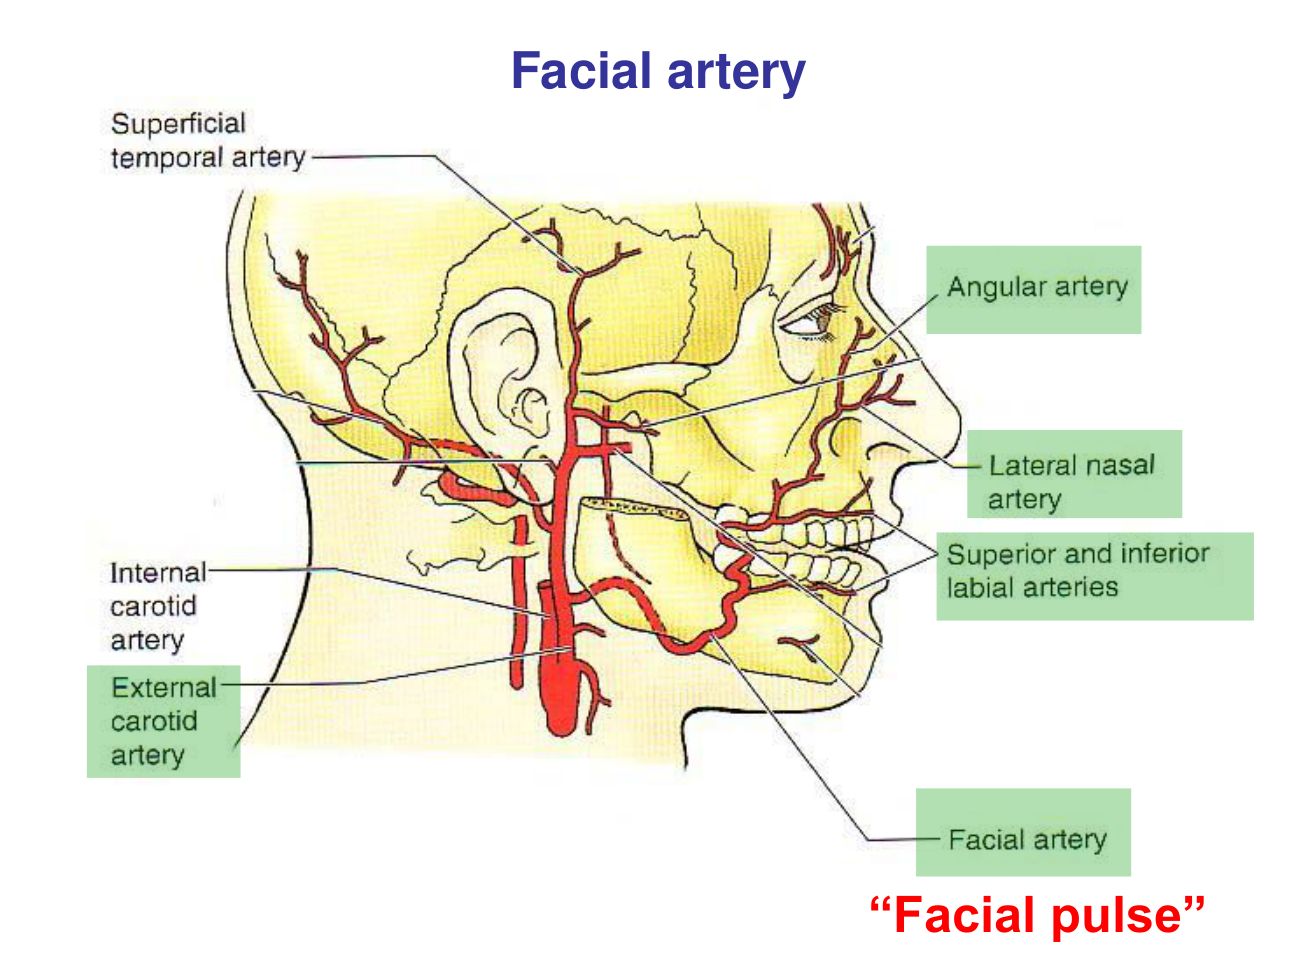 Facial artery
Superficial
temporal artery
Angular artery
Lateral nasal
artery
Superior and inferior
labial arteries
Internal
carotid
artery
External
carotid
artery
Facial artery
“Facial pulse”